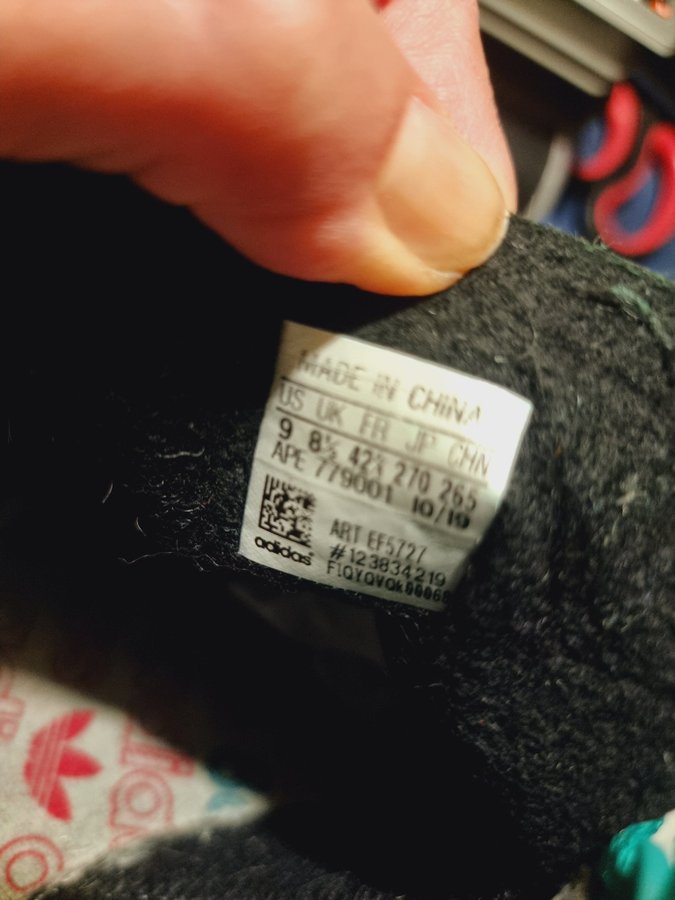 MADE IN CHINA
US UK FR JP CHN
9 8½ 42⅔ 270 265
APE 779001 10/19
ART EF5727
#123834219
adidas